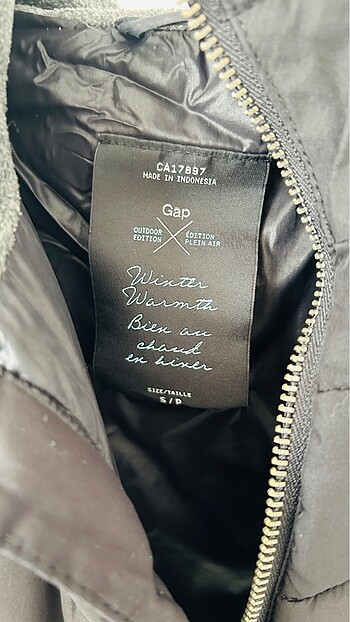 CA17897
MADE IN INDONESIA
Gap
OUTDOOR EDITION
ÉDITION PLEIN AIR
Winter
Warmth
Bien au
chaud
en hiver
SIZE/TAILLE
S/P